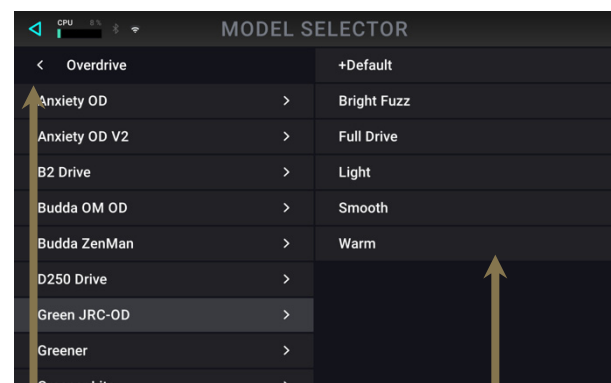 CPU 8%
MODEL SELECTOR
< Overdrive
Anxiety OD >
Anxiety OD V2 >
B2 Drive >
Budda OM OD >
Budda ZenMan >
D250 Drive >
Green JRC-OD >
Greener >
+Default
Bright Fuzz
Full Drive
Light
Smooth
Warm